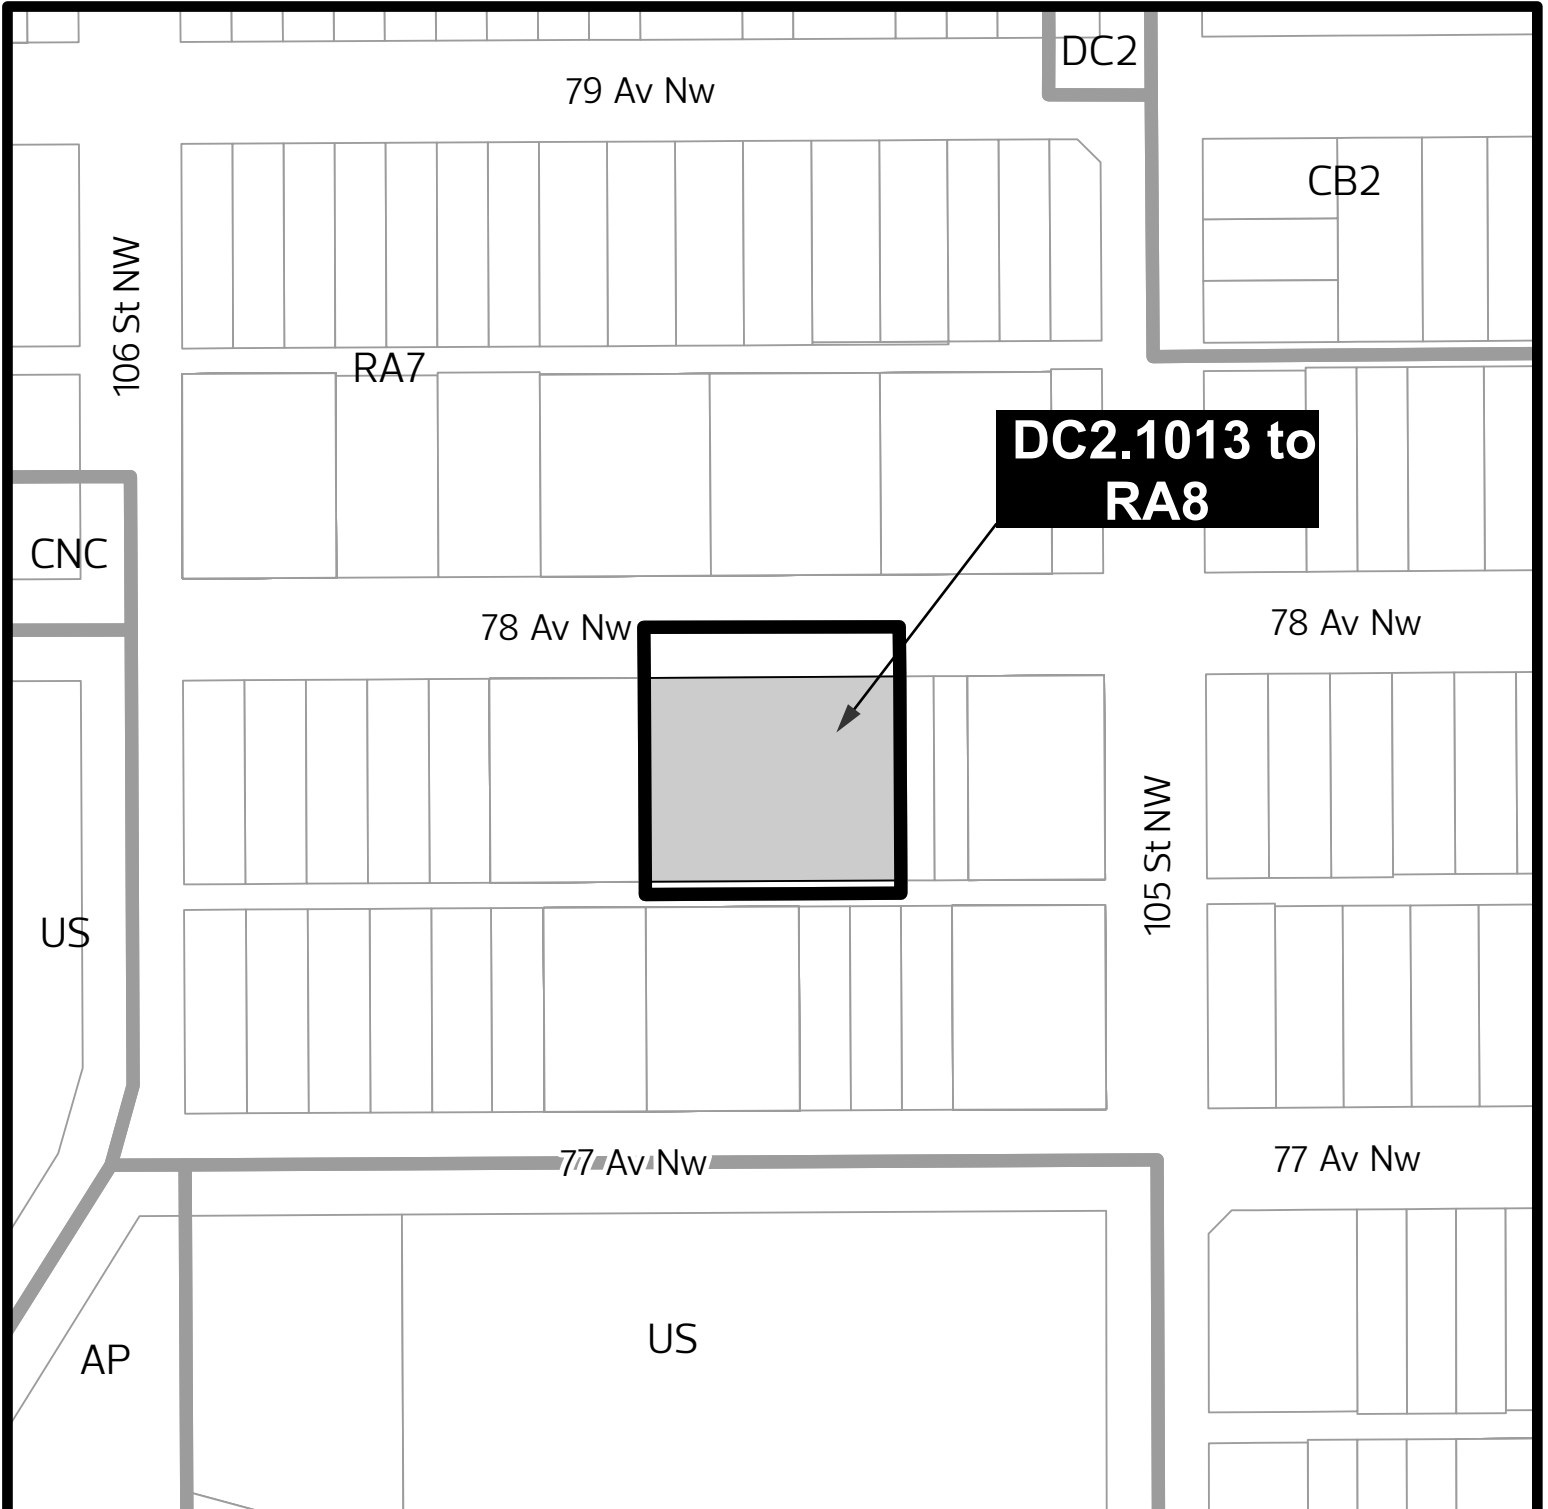 DC2
79 Av Nw
CB2
106 St NW
RA7
DC2.1013 to
RA8
CNC
78 Av Nw
78 Av Nw
105 St NW
US
77 Av Nw
77 Av Nw
US
AP